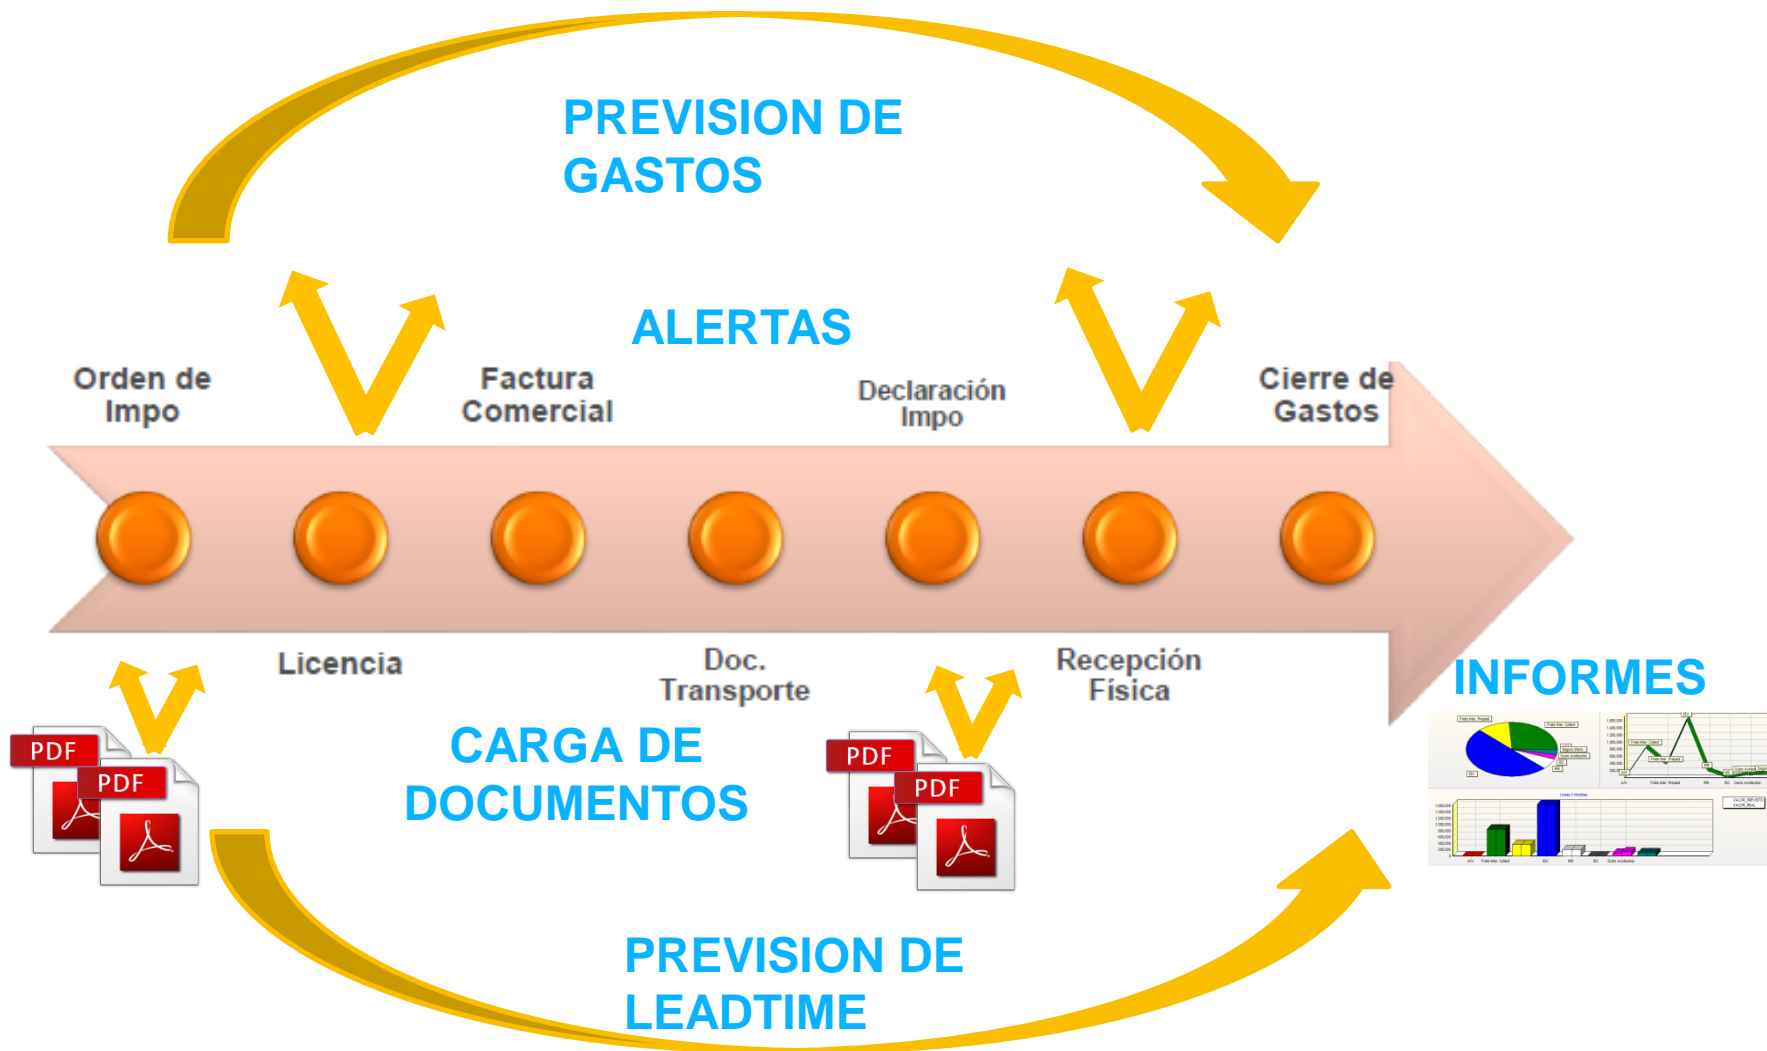 PREVISION DE
GASTOS
ALERTAS
Orden de
Impo
Factura
Comercial
Declaración
Impo
Cierre de
Gastos
Licencia
Doc.
Transporte
Recepción
Física
INFORMES
PDF
PDF
CARGA DE
DOCUMENTOS
PDF
PDF
PREVISION DE
LEADTIME